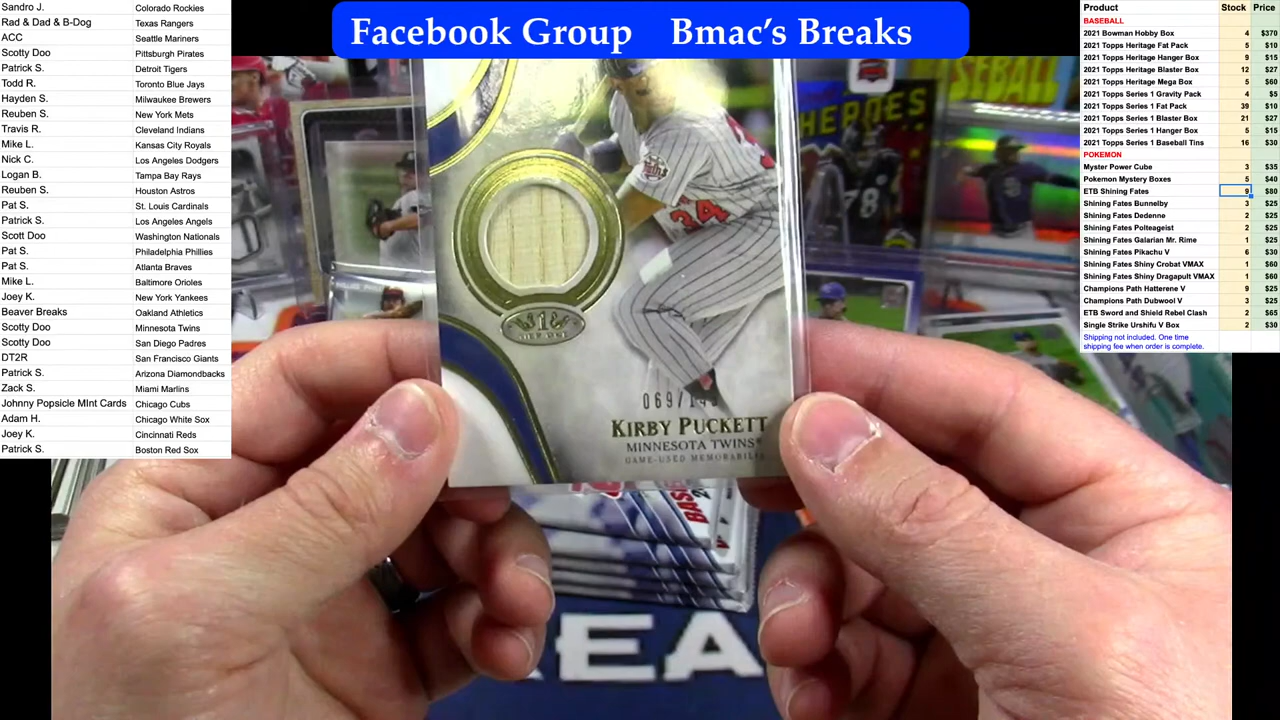 Sandro J. Colorado Rockies
Rad & Dad & B-Dog Texas Rangers
ACC Seattle Mariners
Scotty Doo Pittsburgh Pirates
Patrick S. Detroit Tigers
Todd R. Toronto Blue Jays
Hayden S. Milwaukee Brewers
Reuben S. New York Mets
Travis R. Cleveland Indians
Mike L. Kansas City Royals
Nick C. Los Angeles Dodgers
Logan B. Tampa Bay Rays
Reuben S. Houston Astros
Pat S. St. Louis Cardinals
Patrick S. Los Angeles Angels
Scott Doo Washington Nationals
Pat S. Philadelphia Phillies
Pat S. Atlanta Braves
Mike L. Baltimore Orioles
Joey K. New York Yankees
Beaver Breaks Oakland Athletics
Scotty Doo Minnesota Twins
Scotty Doo San Diego Padres
DT2R San Francisco Giants
Patrick S. Arizona Diamondbacks
Zack S. Miami Marlins
Johnny Popsicle MInt Cards Chicago Cubs
Adam H. Chicago White Sox
Joey K. Cincinnati Reds
Patrick S. Boston Red Sox
Facebook Group Bmac's Breaks
Product Stock Price
BASEBALL
2021 Bowman Hobby Box 4 $370
2021 Topps Heritage Fat Pack 5 $10
2021 Topps Heritage Hanger Box 9 $15
2021 Topps Heritage Blaster Box 12 $27
2021 Topps Heritage Mega Box 5 $60
2021 Topps Series 1 Gravity Pack 4 $5
2021 Topps Series 1 Fat Pack 39 $10
2021 Topps Series 1 Blaster Box 21 $27
2021 Topps Series 1 Hanger Box 5 $15
2021 Topps Series 1 Baseball Tins 16 $30
POKEMON
Myster Power Cube 3 $35
Pokemon Mystery Boxes 5 $40
ETB Shining Fates 9 $80
Shining Fates Bunnelby 3 $25
Shining Fates Dedenne 2 $25
Shining Fates Polteageist 2 $25
Shining Fates Galarian Mr. Rime 1 $25
Shining Fates Pikachu V 6 $30
Shining Fates Shiny Crobat VMAX 1 $60
Shining Fates Shiny Dragapult VMAX 1 $60
Champions Path Hatterene V 9 $25
Champions Path Dubwool V 3 $25
ETB Sword and Shield Rebel Clash 2 $65
Single Strike Urshifu V Box 2 $30
Shipping not included. One time
shipping fee when order is complete.
HEROES
78
Twins
34
1
KIRBY PUCKETT
MINNESOTA TWINS
GAME-USED MEMORABILIA
EA